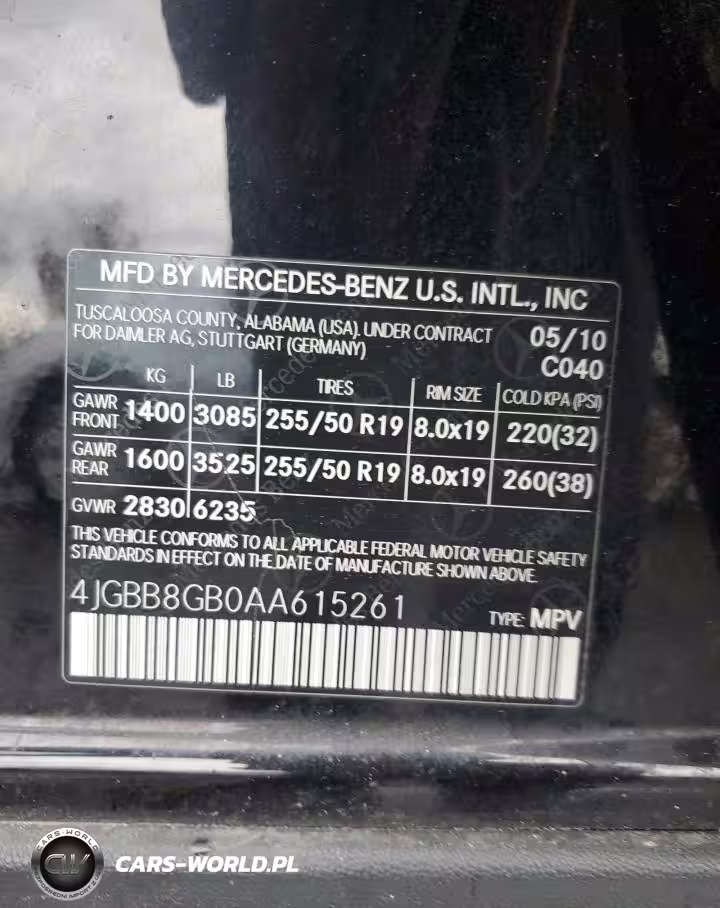 MFD BY MERCEDES-BENZ U.S. INTL., INC
TUSCALOOSA COUNTY, ALABAMA (USA). UNDER CONTRACT
FOR DAIMLER AG, STUTTGART (GERMANY)
05/10
C040
KG LB TIRES RIM SIZE COLD KPA (PSI)
GAWR FRONT 1400 3085 255/50 R19 8.0x19 220(32)
GAWR REAR 1600 3525 255/50 R19 8.0x19 260(38)
GVWR 2830 6235
THIS VEHICLE CONFORMS TO ALL APPLICABLE FEDERAL MOTOR VEHICLE SAFETY
STANDARDS IN EFFECT ON THE DATE OF MANUFACTURE SHOWN ABOVE.
4JGBB8GB0AA615261 TYPE: MPV
CARS-WORLD
CW
CARS-WORLD.PL